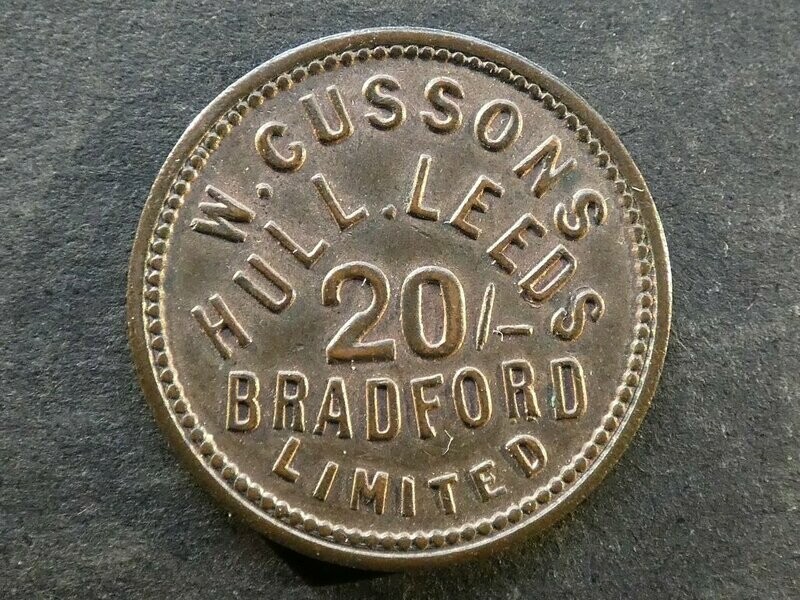 W. CUSSONS
HULL. LEEDS
20/-
BRADFORD
LIMITED